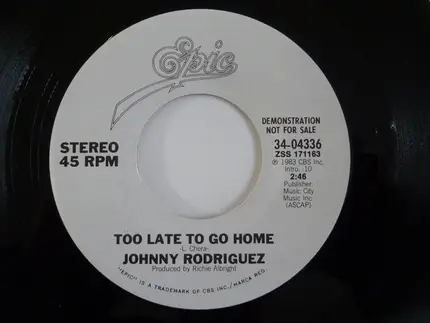 Epic
STEREO
45 RPM
DEMONSTRATION
NOT FOR SALE
34-04336
ZSS 171163
℗ 1983 CBS Inc.
Intro. :10
2:46
Publisher
Music City
Music Inc.
(ASCAP)
TOO LATE TO GO HOME
-L. Chera-
JOHNNY RODRIGUEZ
Produced by Richie Albright
"EPIC" IS A TRADEMARK OF CBS INC./MARCA REG.